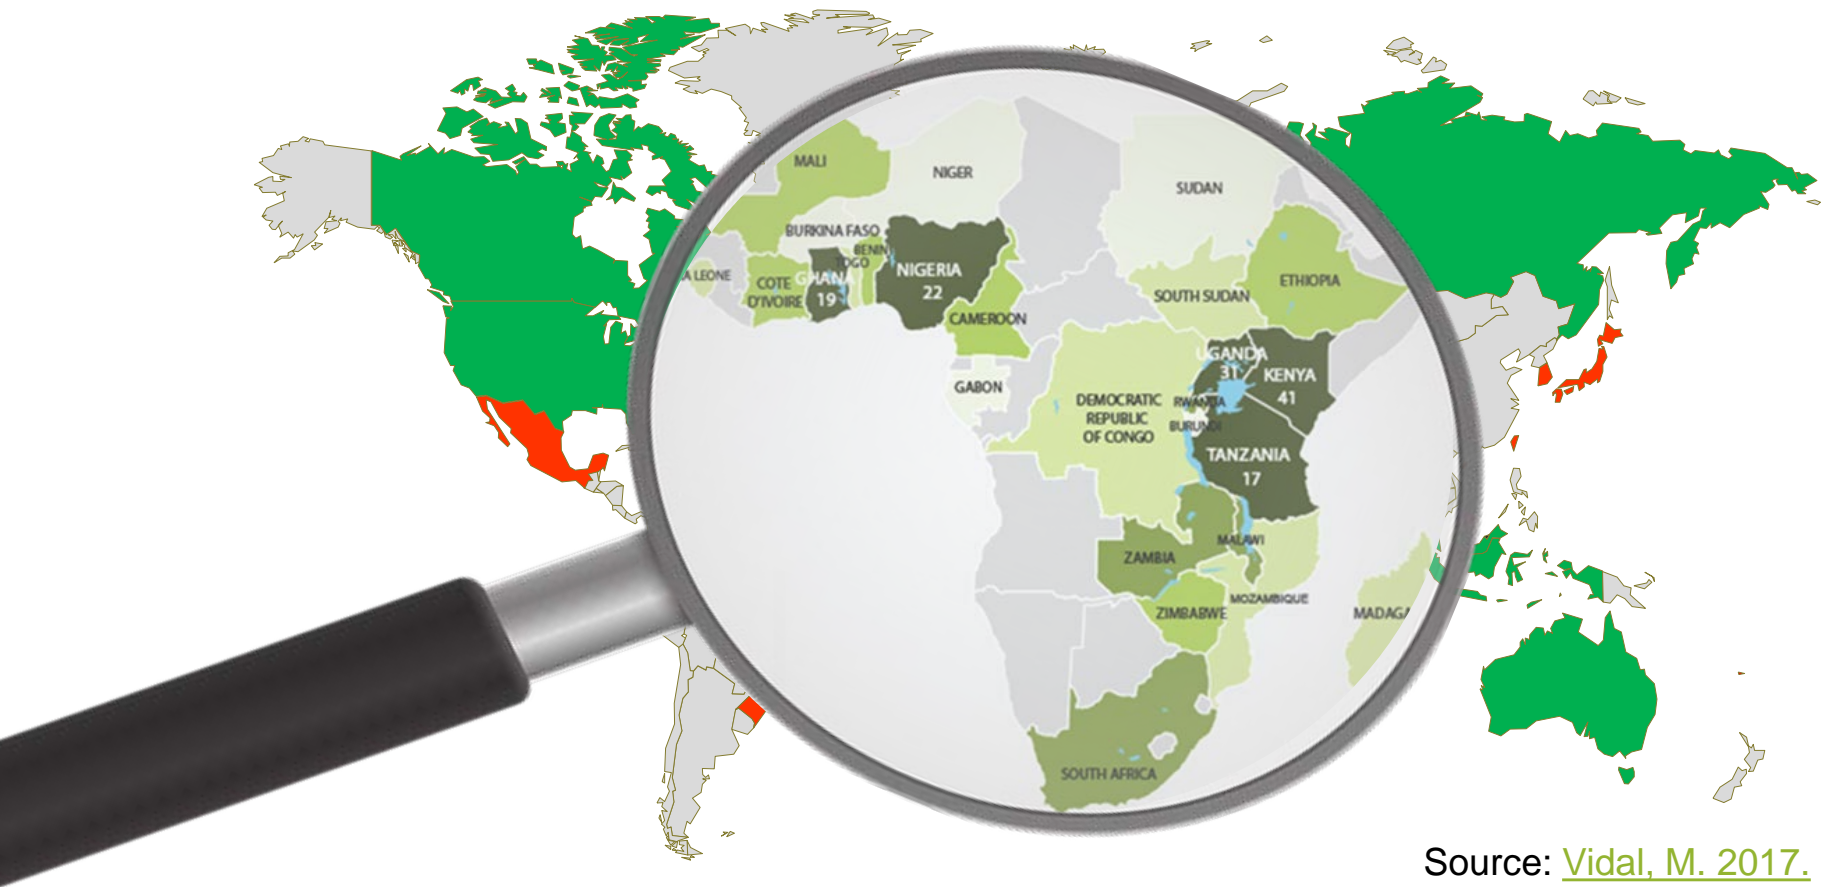 MALI
NIGER
SUDAN
BURKINA FASO
BENIN
TOGO
A LEONE
COTE
D'IVOIRE
GHANA
19
NIGERIA
22
CAMEROON
ETHIOPIA
SOUTH SUDAN
UGANDA
31
KENYA
41
GABON
DEMOCRATIC
REPUBLIC
OF CONGO
RWANDA
BURUNDI
TANZANIA
17
MALAWI
ZAMBIA
MOZAMBIQUE
ZIMBABWE
MADAGA
SOUTH AFRICA
Source: Vidal, M. 2017.